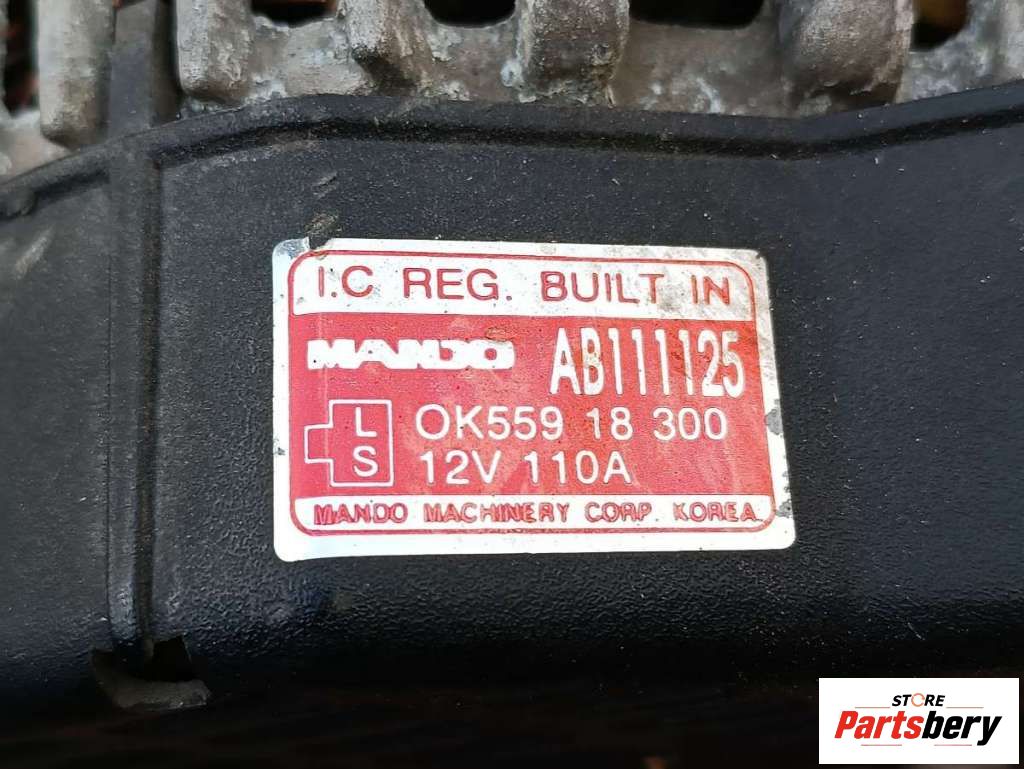 I.C REG. BUILT IN
MANDO AB111125
L OK559 18 300
S 12V 110A
MANDO MACHINERY CORP. KOREA
STORE
Partsbery